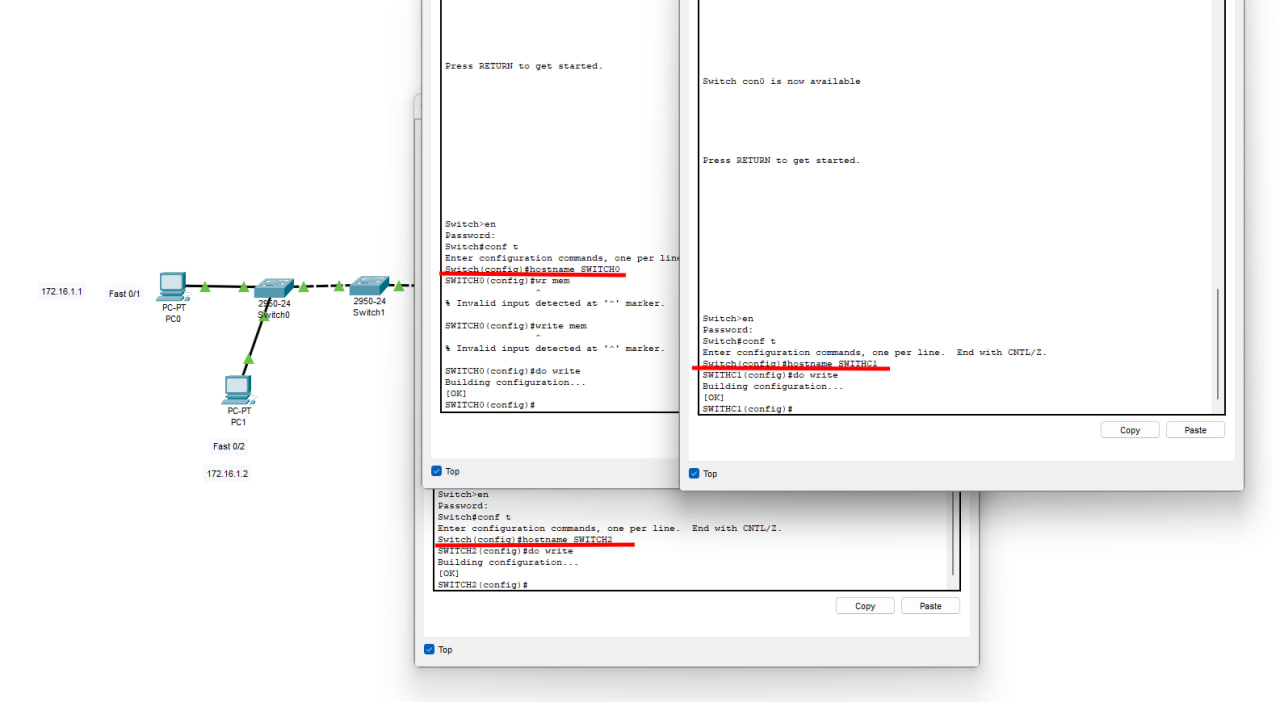 172.16.1.1
Fast 0/1
PC-PT
PC0
2950-24
Switch0
2950-24
Switch1
PC-PT
PC1
Fast 0/2
172.16.1.2
Press RETURN to get started.
Switch>en
Password:
Switch#conf t
Enter configuration commands, one per line
Switch(config)#hostname SWITCH0
SWITCH0(config)#wr mem
^
% Invalid input detected at '^' marker.
SWITCH0(config)#write mem
^
% Invalid input detected at '^' marker.
SWITCH0(config)#do write
Building configuration...
[OK]
SWITCH0(config)#
Top
Switch con0 is now available
Press RETURN to get started.
Switch>en
Password:
Switch#conf t
Enter configuration commands, one per line. End with CNTL/Z.
Switch(config)#hostname SWITHC1
SWITHC1(config)#do write
Building configuration...
[OK]
SWITHC1(config)#
Copy
Paste
Top
Switch>en
Password:
Switch#conf t
Enter configuration commands, one per line. End with CNTL/Z.
Switch(config)#hostname SWITCH2
SWITCH2(config)#do write
Building configuration...
[OK]
SWITCH2(config)#
Copy
Paste
Top